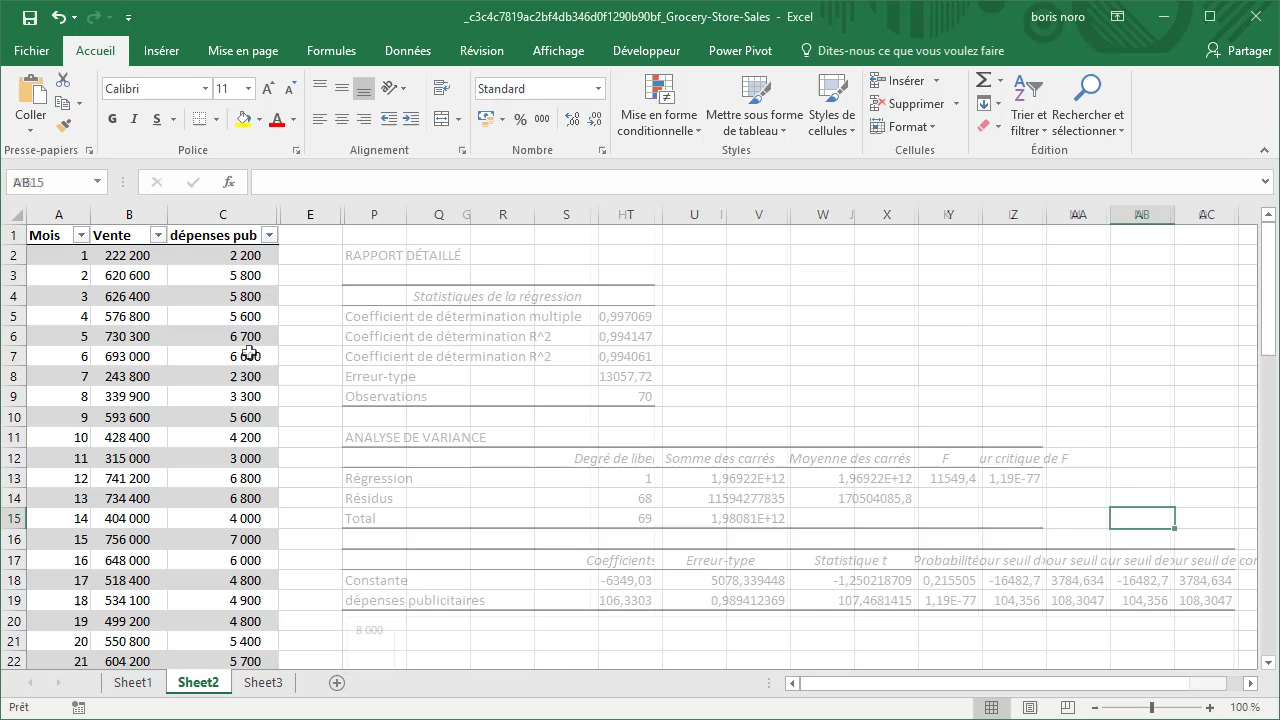 _c3c4c7819ac2bf4db346d0f1290b90bf_Grocery-Store-Sales - Excel
boris noro
Fichier Accueil Insérer Mise en page Formules Données Révision Affichage Développeur Power Pivot Dites-nous ce que vous voulez faire Partager
Coller
Calibri 11
G I S
Standard
% 000
Mise en forme conditionnelle
Mettre sous forme de tableau
Styles de cellules
Insérer
Supprimer
Format
Trier et filtrer
Rechercher et sélectionner
Presse-papiers Police Alignement Nombre Styles Cellules Édition
AB15 fx
A B C E P Q G R S HT U I V W J X Y Z AA AB AC
1 Mois Vente dépenses pub
2 1 222 200 2 200 RAPPORT DÉTAILLÉ
3 2 620 600 5 800
4 3 626 400 5 800 Statistiques de la régression
5 4 576 800 5 600 Coefficient de détermination multiple 0,997069
6 5 730 300 6 700 Coefficient de détermination R^2 0,994147
7 6 693 000 Coefficient de détermination R^2 0,994061
8 7 243 800 2 300 Erreur-type 13057,72
9 8 339 900 3 300 Observations 70
10 9 593 600 5 600
11 10 428 400 4 200 ANALYSE DE VARIANCE
12 11 315 000 3 000 Degré de liber Somme des carrés Moyenne des carrés F ur critique de F
13 12 741 200 6 800 Régression 1 1,96922E+12 1,96922E+12 11549,4 1,19E-77
14 13 734 400 6 800 Résidus 68 11594277835 170504085,8
15 14 404 000 4 000 Total 69 1,98081E+12
16 15 756 000 7 000
17 16 648 000 6 000 Coefficients Erreur-type Statistique t Probabilité our seuil de our seuil de
18 17 518 400 4 800 Constante -6349,03 5078,339448 -1,250218709 0,215505 -16482,7 3784,634 -16482,7 3784,634
19 18 534 100 4 900 dépenses publicitaires 106,3303 0,989412369 107,4681415 1,19E-77 104,356 108,3047 104,356 108,3047
20 19 499 200 4 800 8 000
21 20 550 800 5 400
22 21 604 200 5 700
Sheet1 Sheet2 Sheet3
Prêt 100 %